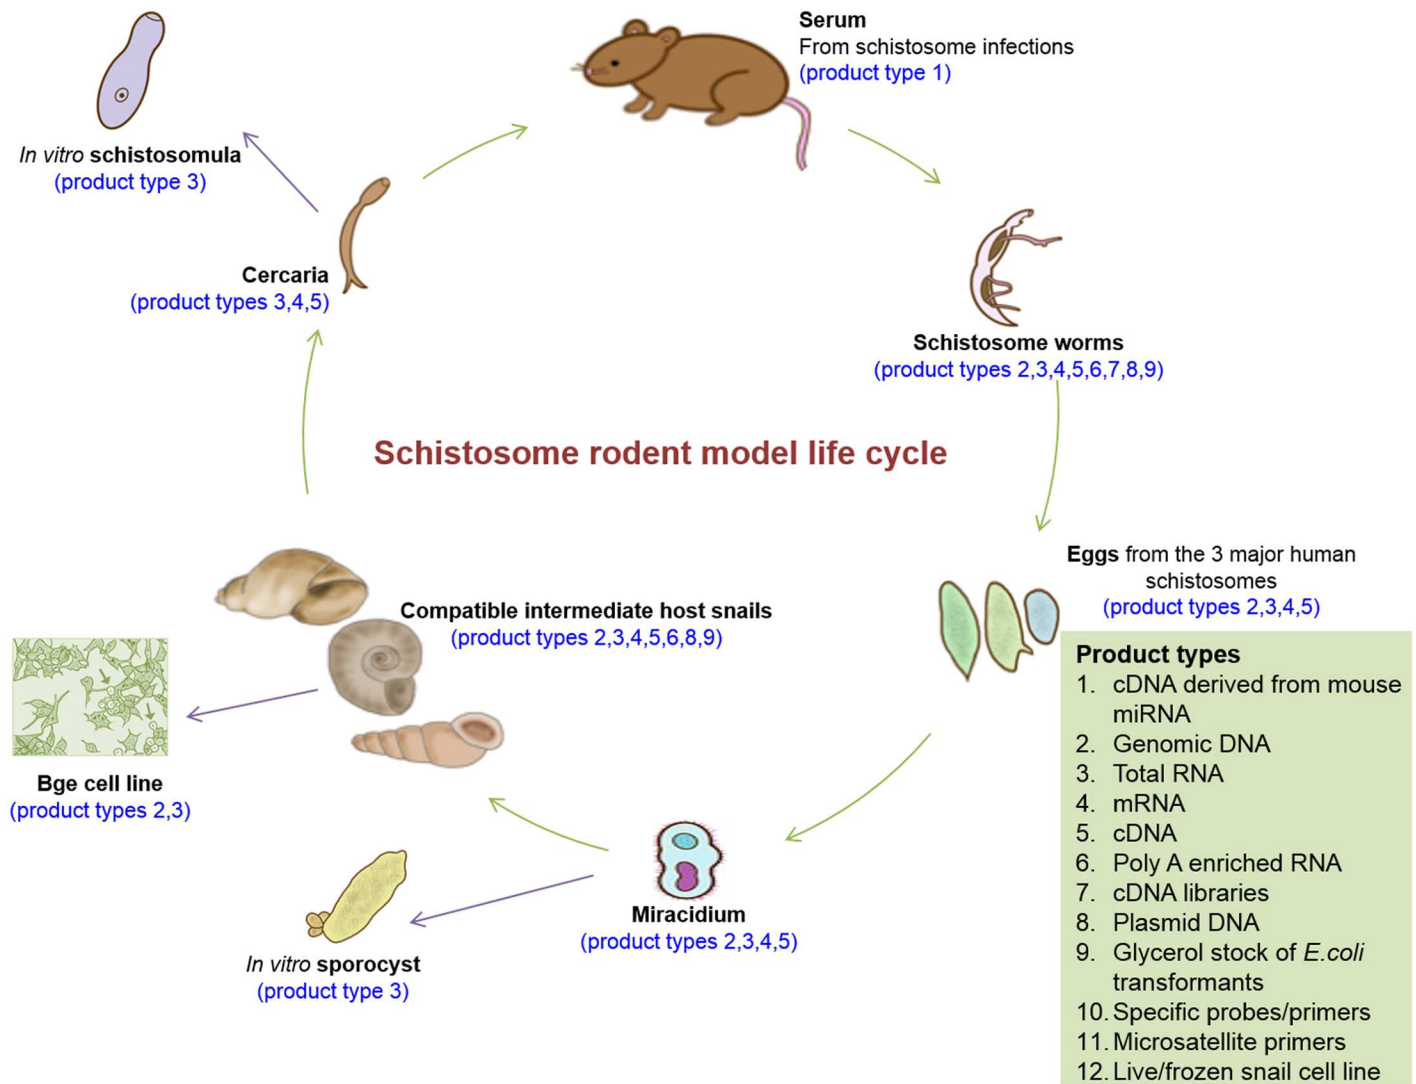 Serum
From schistosome infections
(product type 1)
In vitro schistosomula
(product type 3)
Cercaria
(product types 3,4,5)
Schistosome worms
(product types 2,3,4,5,6,7,8,9)
Schistosome rodent model life cycle
Eggs from the 3 major human
schistosomes
(product types 2,3,4,5)
Compatible intermediate host snails
(product types 2,3,4,5,6,8,9)
Bge cell line
(product types 2,3)
Miracidium
(product types 2,3,4,5)
In vitro sporocyst
(product type 3)
Product types
1. cDNA derived from mouse
miRNA
2. Genomic DNA
3. Total RNA
4. mRNA
5. cDNA
6. Poly A enriched RNA
7. cDNA libraries
8. Plasmid DNA
9. Glycerol stock of E.coli
transformants
10. Specific probes/primers
11. Microsatellite primers
12. Live/frozen snail cell line